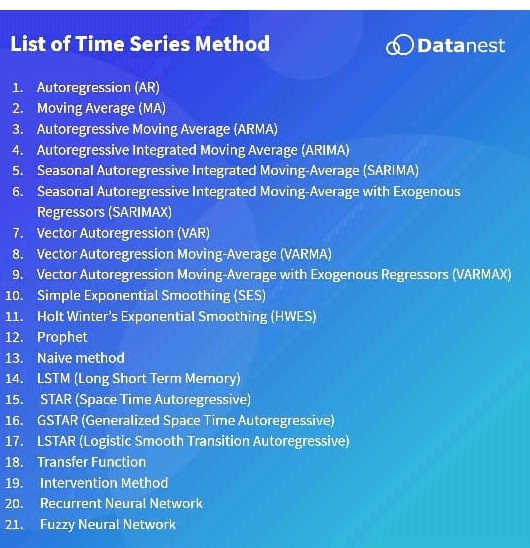 List of Time Series Method
Datanest
1. Autoregression (AR)
2. Moving Average (MA)
3. Autoregressive Moving Average (ARMA)
4. Autoregressive Integrated Moving Average (ARIMA)
5. Seasonal Autoregressive Integrated Moving-Average (SARIMA)
6. Seasonal Autoregressive Integrated Moving-Average with Exogenous
Regressors (SARIMAX)
7. Vector Autoregression (VAR)
8. Vector Autoregression Moving-Average (VARMA)
9. Vector Autoregression Moving-Average with Exogenous Regressors (VARMAX)
10. Simple Exponential Smoothing (SES)
11. Holt Winter's Exponential Smoothing (HWES)
12. Prophet
13. Naive method
14. LSTM (Long Short Term Memory)
15. STAR (Space Time Autoregressive)
16. GSTAR (Generalized Space Time Autoregressive)
17. LSTAR (Logistic Smooth Transition Autoregressive)
18. Transfer Function
19. Intervention Method
20. Recurrent Neural Network
21. Fuzzy Neural Network